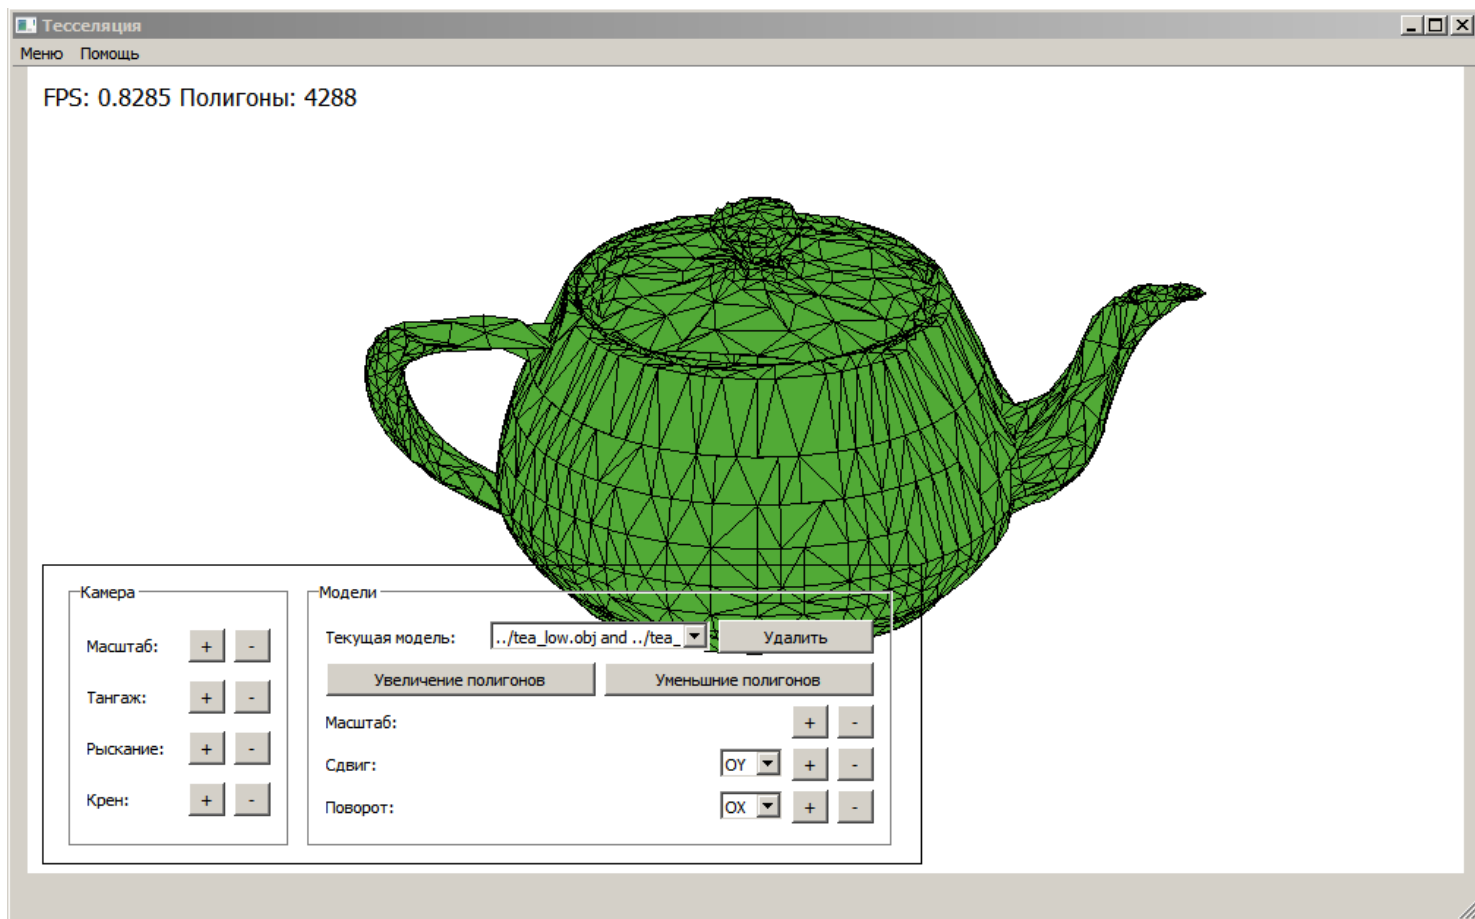 Тесселяция
Меню Помощь
FPS: 0.8285 Полигоны: 4288
Камера
Масштаб: + -
Тангаж: + -
Рыскание: + -
Крен: + -
Модели
Текущая модель: ../tea_low.obj and ../tea_ Удалить
Увеличение полигонов Уменьшние полигонов
Масштаб: + -
Сдвиг: OY + -
Поворот: OX + -